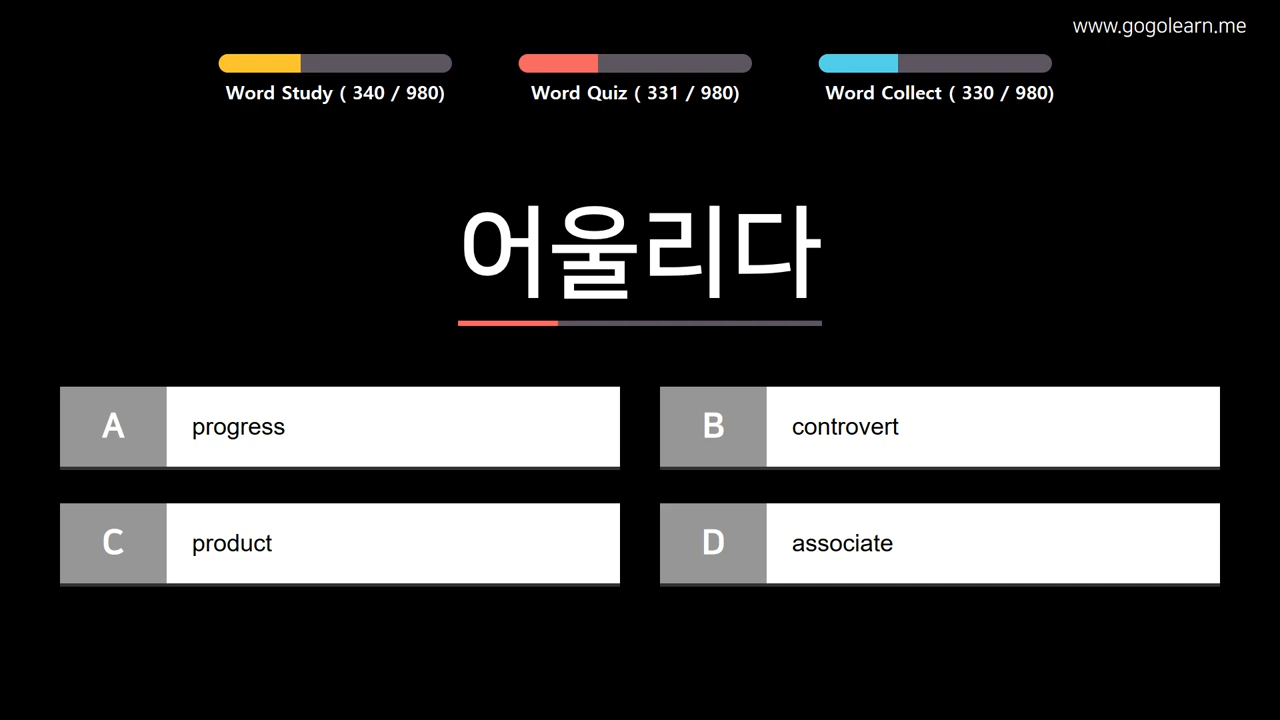 www.gogolearn.me
Word Study ( 340 / 980)
Word Quiz ( 331 / 980)
Word Collect ( 330 / 980)
어울리다
A
progress
B
controvert
C
product
D
associate